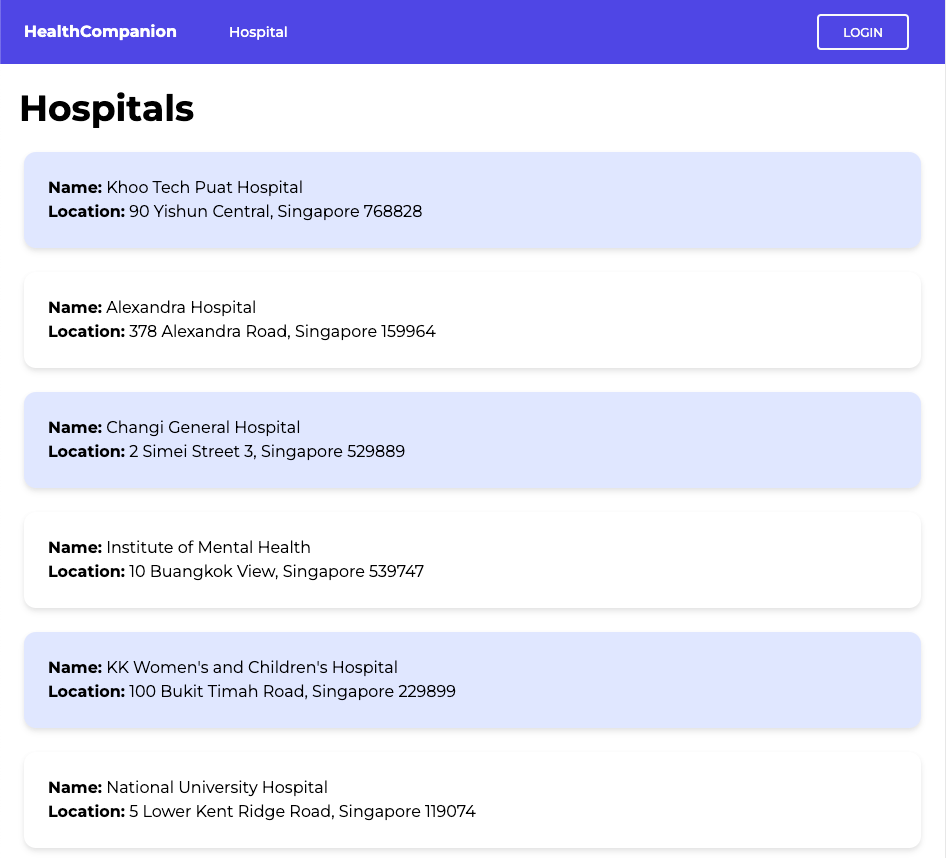 HealthCompanion Hospital LOGIN
Hospitals
Name: Khoo Tech Puat Hospital
Location: 90 Yishun Central, Singapore 768828
Name: Alexandra Hospital
Location: 378 Alexandra Road, Singapore 159964
Name: Changi General Hospital
Location: 2 Simei Street 3, Singapore 529889
Name: Institute of Mental Health
Location: 10 Buangkok View, Singapore 539747
Name: KK Women's and Children's Hospital
Location: 100 Bukit Timah Road, Singapore 229899
Name: National University Hospital
Location: 5 Lower Kent Ridge Road, Singapore 119074